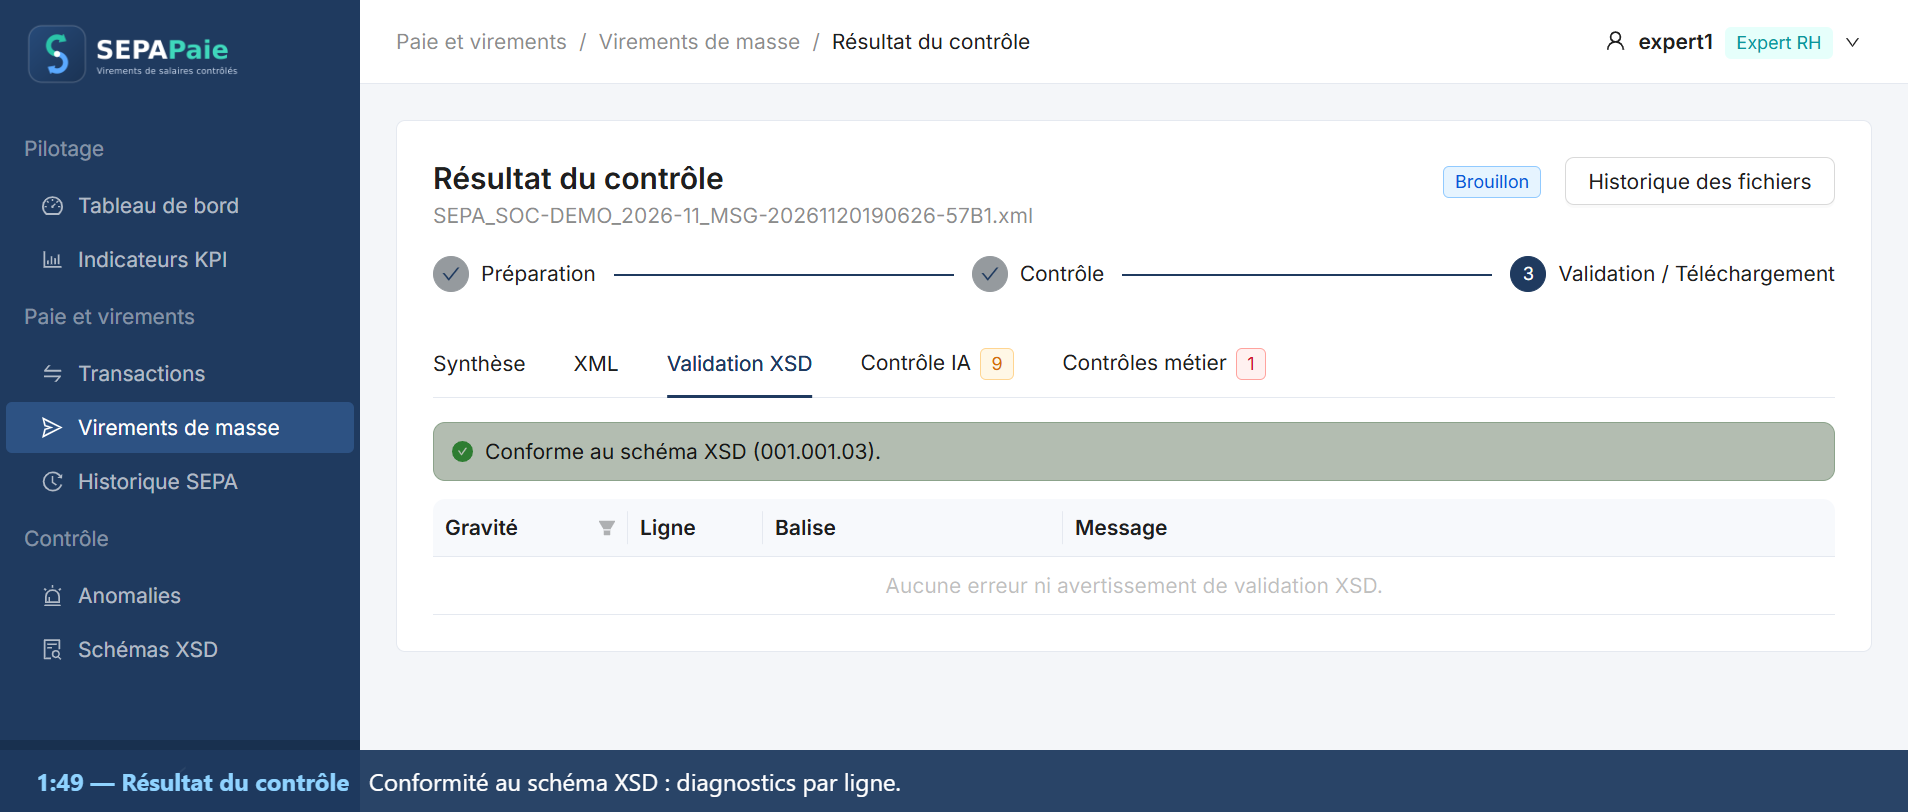 SEPAPaie
Virements de salaires contrôlés
Pilotage
Tableau de bord
Indicateurs KPI
Paie et virements
Transactions
Virements de masse
Historique SEPA
Contrôle
Anomalies
Schémas XSD
Paie et virements / Virements de masse / Résultat du contrôle
expert1 Expert RH
Résultat du contrôle
Brouillon
Historique des fichiers
SEPA_SOC-DEMO_2026-11_MSG-20261120190626-57B1.xml
Préparation
Contrôle
3 Validation / Téléchargement
Synthèse XML Validation XSD Contrôle IA 9 Contrôles métier 1
Conforme au schéma XSD (001.001.03).
Gravité Ligne Balise Message
Aucune erreur ni avertissement de validation XSD.
1:49 — Résultat du contrôle Conformité au schéma XSD : diagnostics par ligne.